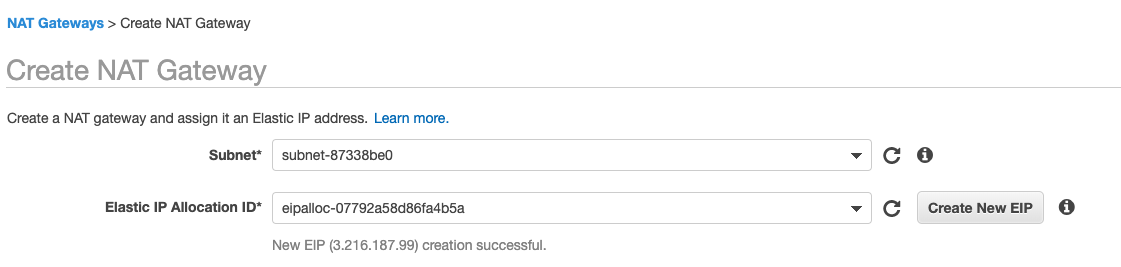 NAT Gateways > Create NAT Gateway
Create NAT Gateway
Create a NAT gateway and assign it an Elastic IP address. Learn more.
Subnet* subnet-87338be0
Elastic IP Allocation ID* eipalloc-07792a58d86fa4b5a Create New EIP
New EIP (3.216.187.99) creation successful.